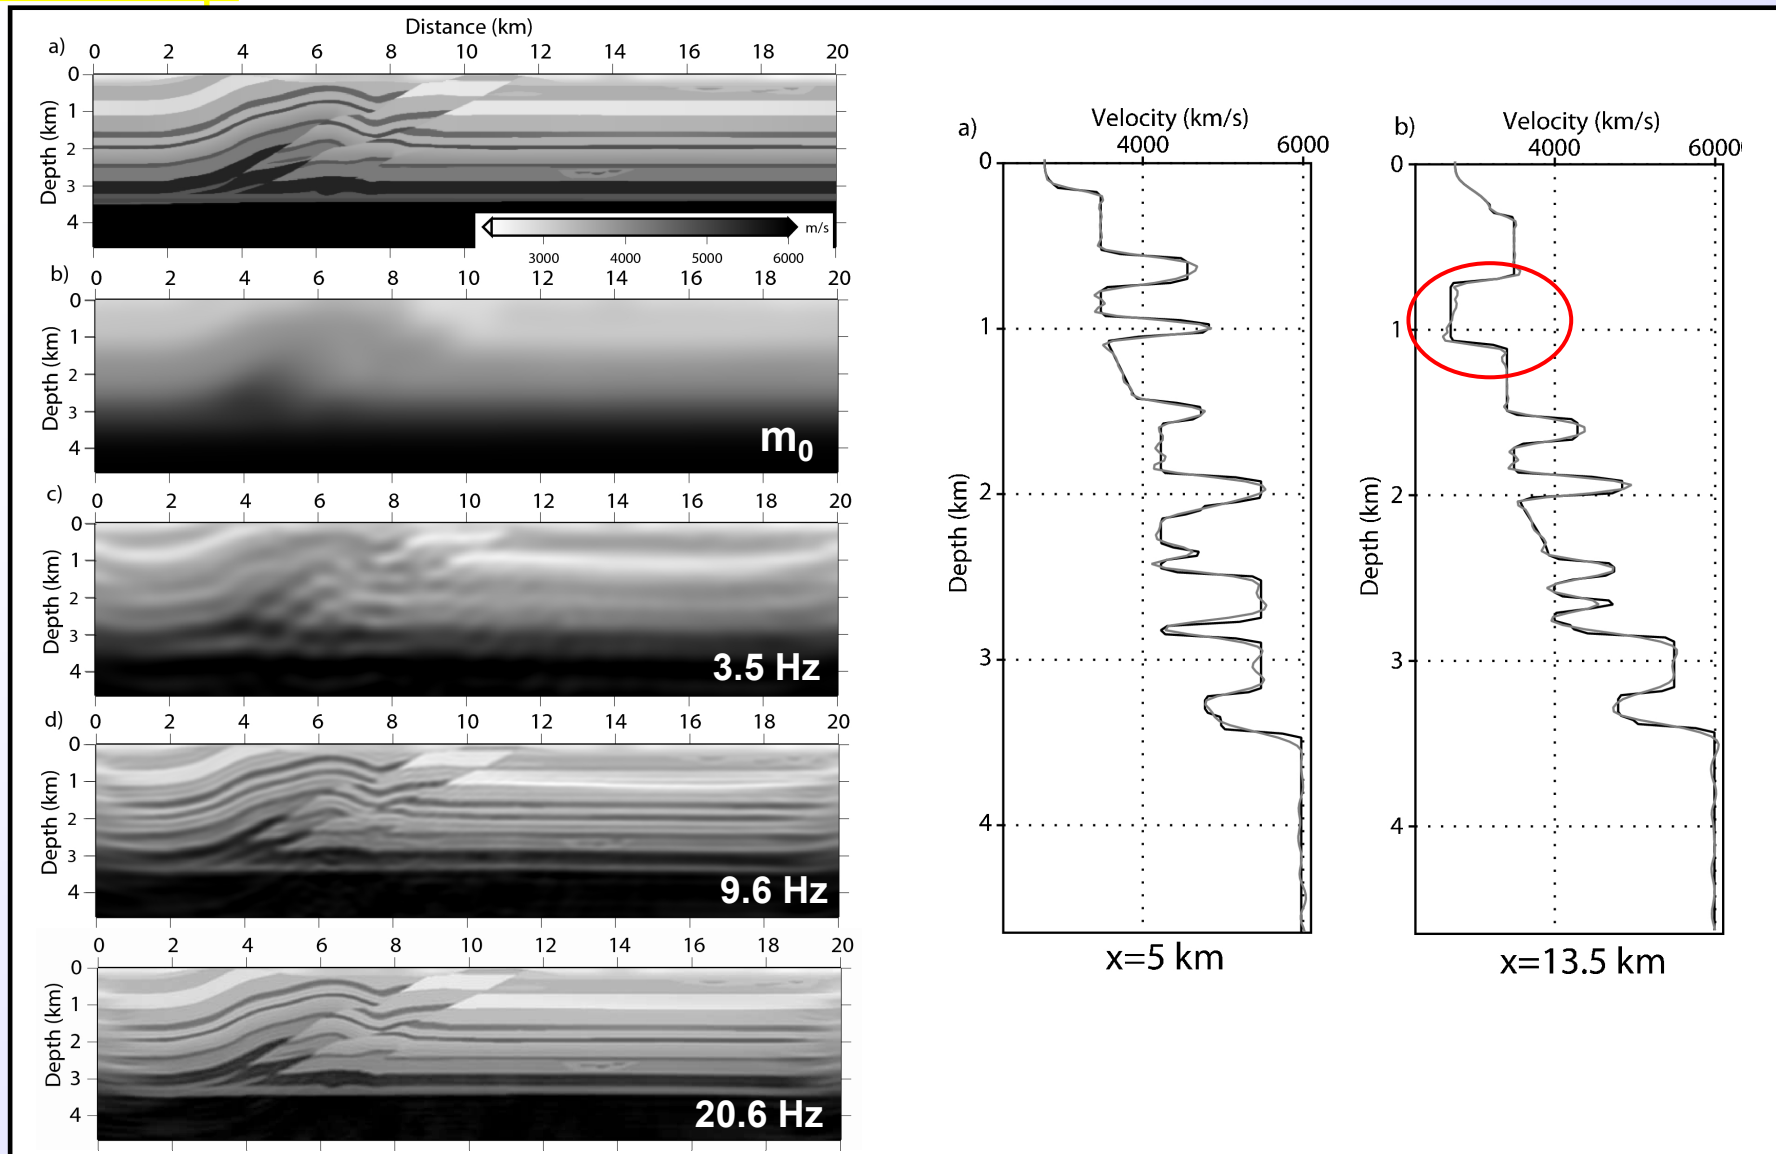 Distance (km)
a) 0 2 4 6 8 10 12 14 16 18 20
Depth (km)
0
1
2
3
4
m/s
3000 4000 5000 6000
b) 0 2 4 6 8 10 12 14 16 18 20
Depth (km)
0
1
2
3
4
m0
c) 0 2 4 6 8 10 12 14 16 18 20
Depth (km)
0
1
2
3
4
3.5 Hz
d) 0 2 4 6 8 10 12 14 16 18 20
Depth (km)
0
1
2
3
4
9.6 Hz
0 2 4 6 8 10 12 14 16 18 20
Depth (km)
0
1
2
3
4
20.6 Hz
a) Velocity (km/s)
4000 6000
Depth (km)
0
1
2
3
4
x=5 km
b) Velocity (km/s)
4000 6000
Depth (km)
0
1
2
3
4
x=13.5 km